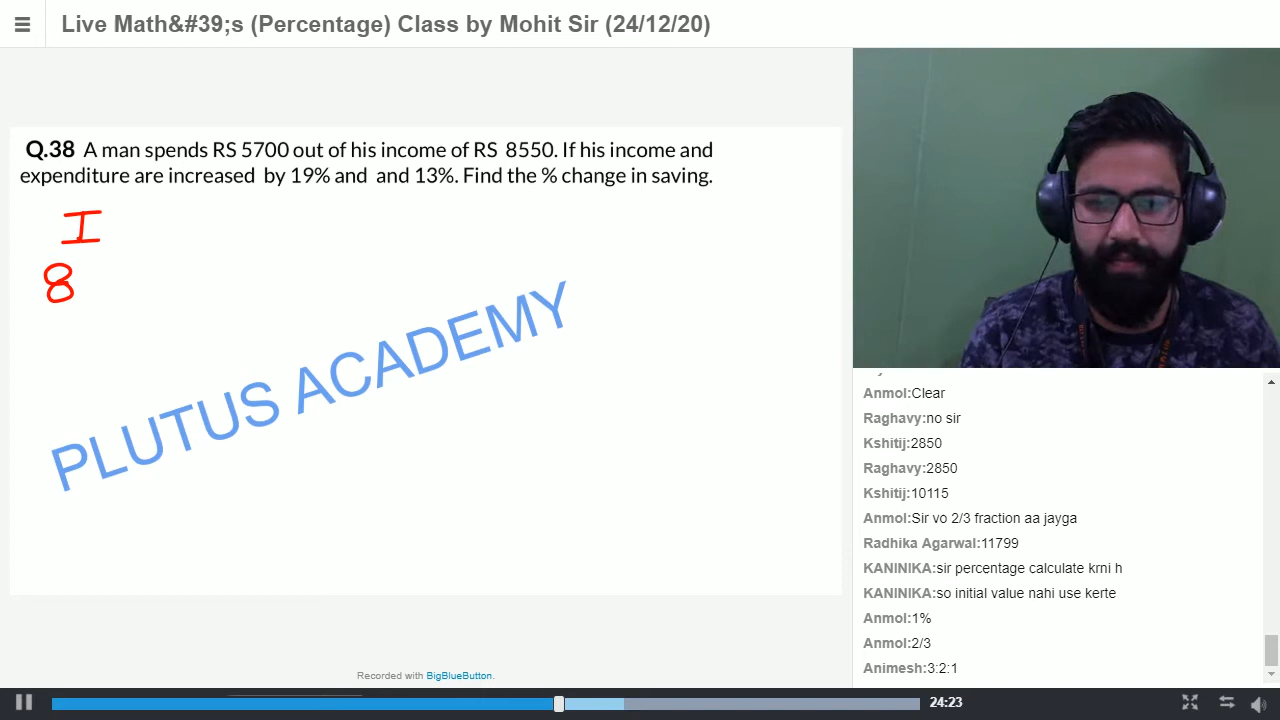 Live Math&#39;s (Percentage) Class by Mohit Sir (24/12/20)
Q.38 A man spends RS 5700 out of his income of RS 8550. If his income and
expenditure are increased by 19% and and 13%. Find the % change in saving.
I
8
PLUTUS ACADEMY
Recorded with BigBlueButton.
Anmol:Clear
Raghavy:no sir
Kshitij:2850
Raghavy:2850
Kshitij:10115
Anmol:Sir vo 2/3 fraction aa jayga
Radhika Agarwal:11799
KANINIKA:sir percentage calculate krni h
KANINIKA:so initial value nahi use kerte
Anmol:1%
Anmol:2/3
Animesh:3:2:1
24:23